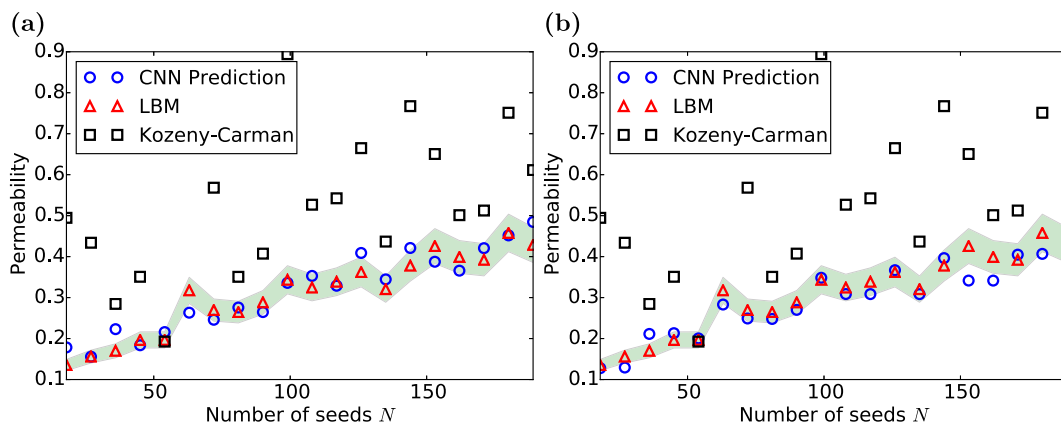 (a)
0.9
0.8
0.7
0.6
0.5
0.4
0.3
0.2
0.1
Permeability
CNN Prediction
LBM
Kozeny-Carman
50
100
150
Number of seeds N
(b)
0.9
0.8
0.7
0.6
0.5
0.4
0.3
0.2
0.1
Permeability
CNN Prediction
LBM
Kozeny-Carman
50
100
150
Number of seeds N